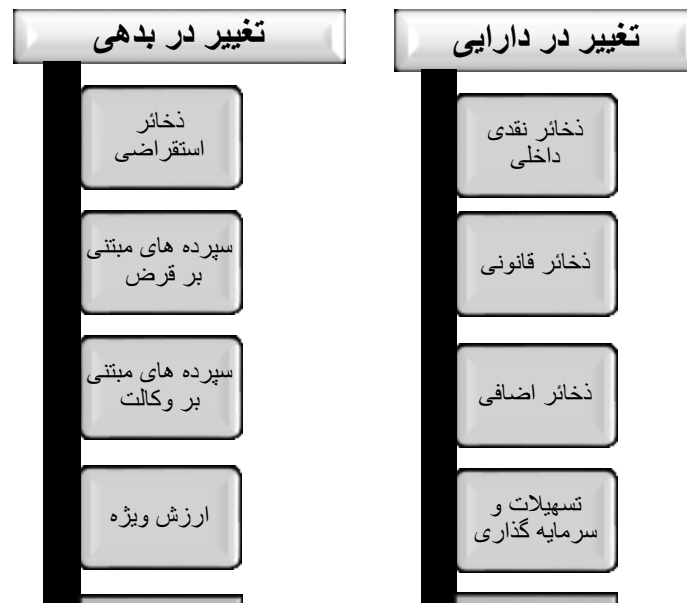 تغییر در دارایی
ذخائر نقدی
داخلی
ذخائر قانونی
ذخائر اضافی
تسهیلات و
سرمایه گذاری
تغییر در بدهی
ذخائر
استقراضی
سپرده های مبتنی
بر قرض
سپرده های مبتنی
بر وکالت
ارزش ویژه